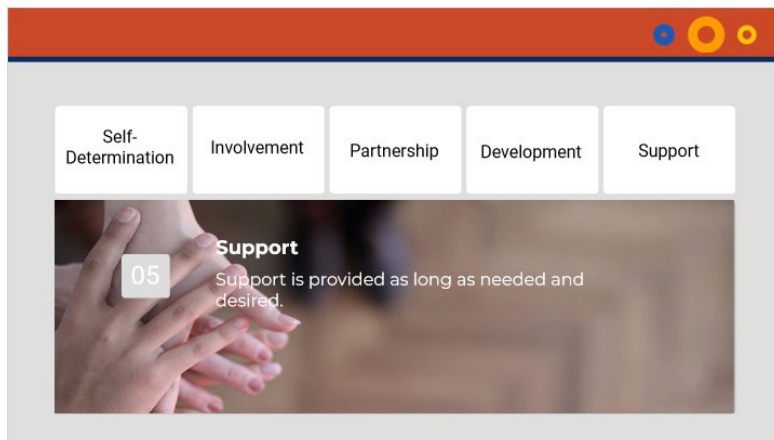 Self-
Determination
Involvement
Partnership
Development
Support
05
Support
Support is provided as long as needed and
desired.